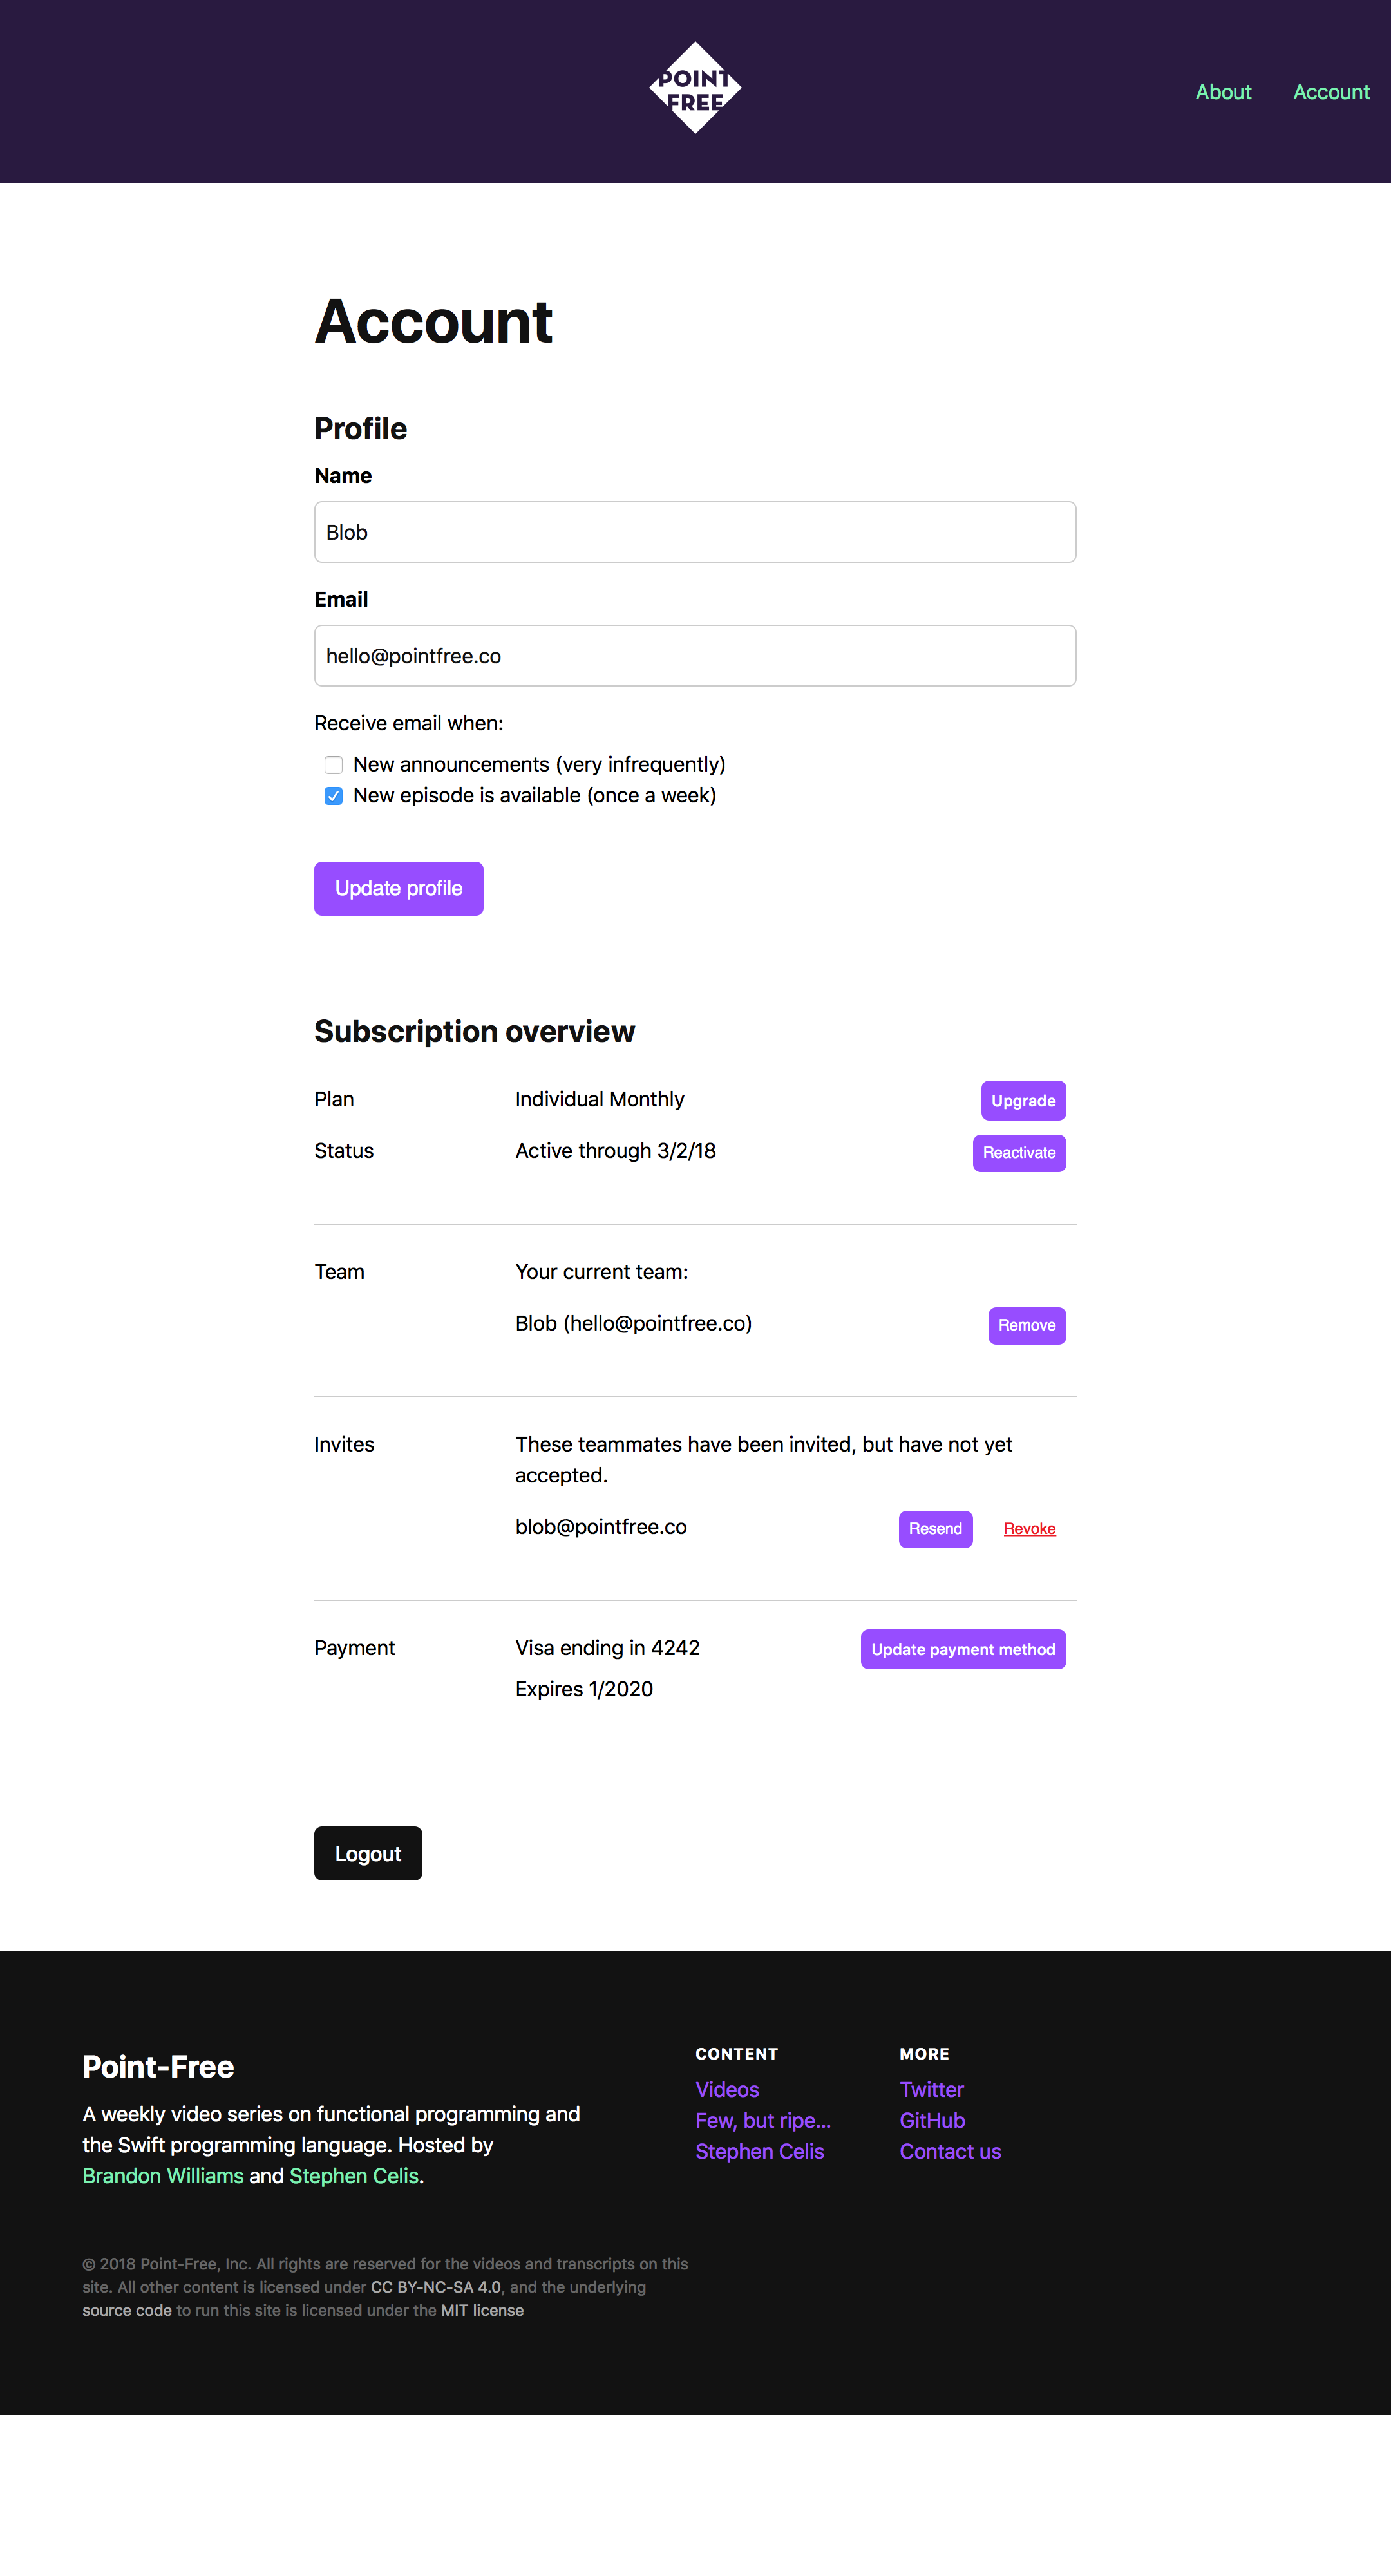 POINT
FREE
About Account
Account
Profile
Name
Blob
Email
hello@pointfree.co
Receive email when:
New announcements (very infrequently)
New episode is available (once a week)
Update profile
Subscription overview
Plan Individual Monthly Upgrade
Status Active through 3/2/18 Reactivate
Team Your current team:
Blob (hello@pointfree.co) Remove
Invites These teammates have been invited, but have not yet
accepted.
blob@pointfree.co Resend Revoke
Payment Visa ending in 4242 Update payment method
Expires 1/2020
Logout
Point-Free
A weekly video series on functional programming and
the Swift programming language. Hosted by
Brandon Williams and Stephen Celis.
CONTENT
Videos
Few, but ripe...
Stephen Celis
MORE
Twitter
GitHub
Contact us
© 2018 Point-Free, Inc. All rights are reserved for the videos and transcripts on this
site. All other content is licensed under CC BY-NC-SA 4.0, and the underlying
source code to run this site is licensed under the MIT license